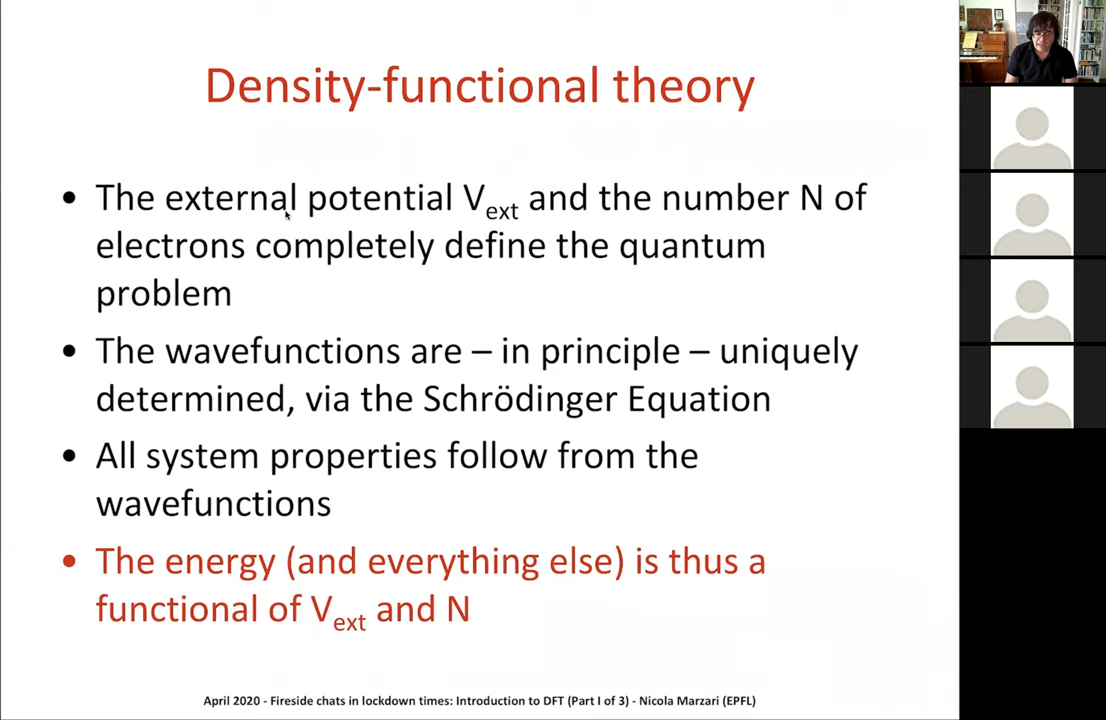 Density-functional theory
• The external potential Vext and the number N of
electrons completely define the quantum
problem
• The wavefunctions are – in principle – uniquely
determined, via the Schrödinger Equation
• All system properties follow from the
wavefunctions
• The energy (and everything else) is thus a
functional of Vext and N
April 2020 - Fireside chats in lockdown times: Introduction to DFT (Part I of 3) - Nicola Marzari (EPFL)